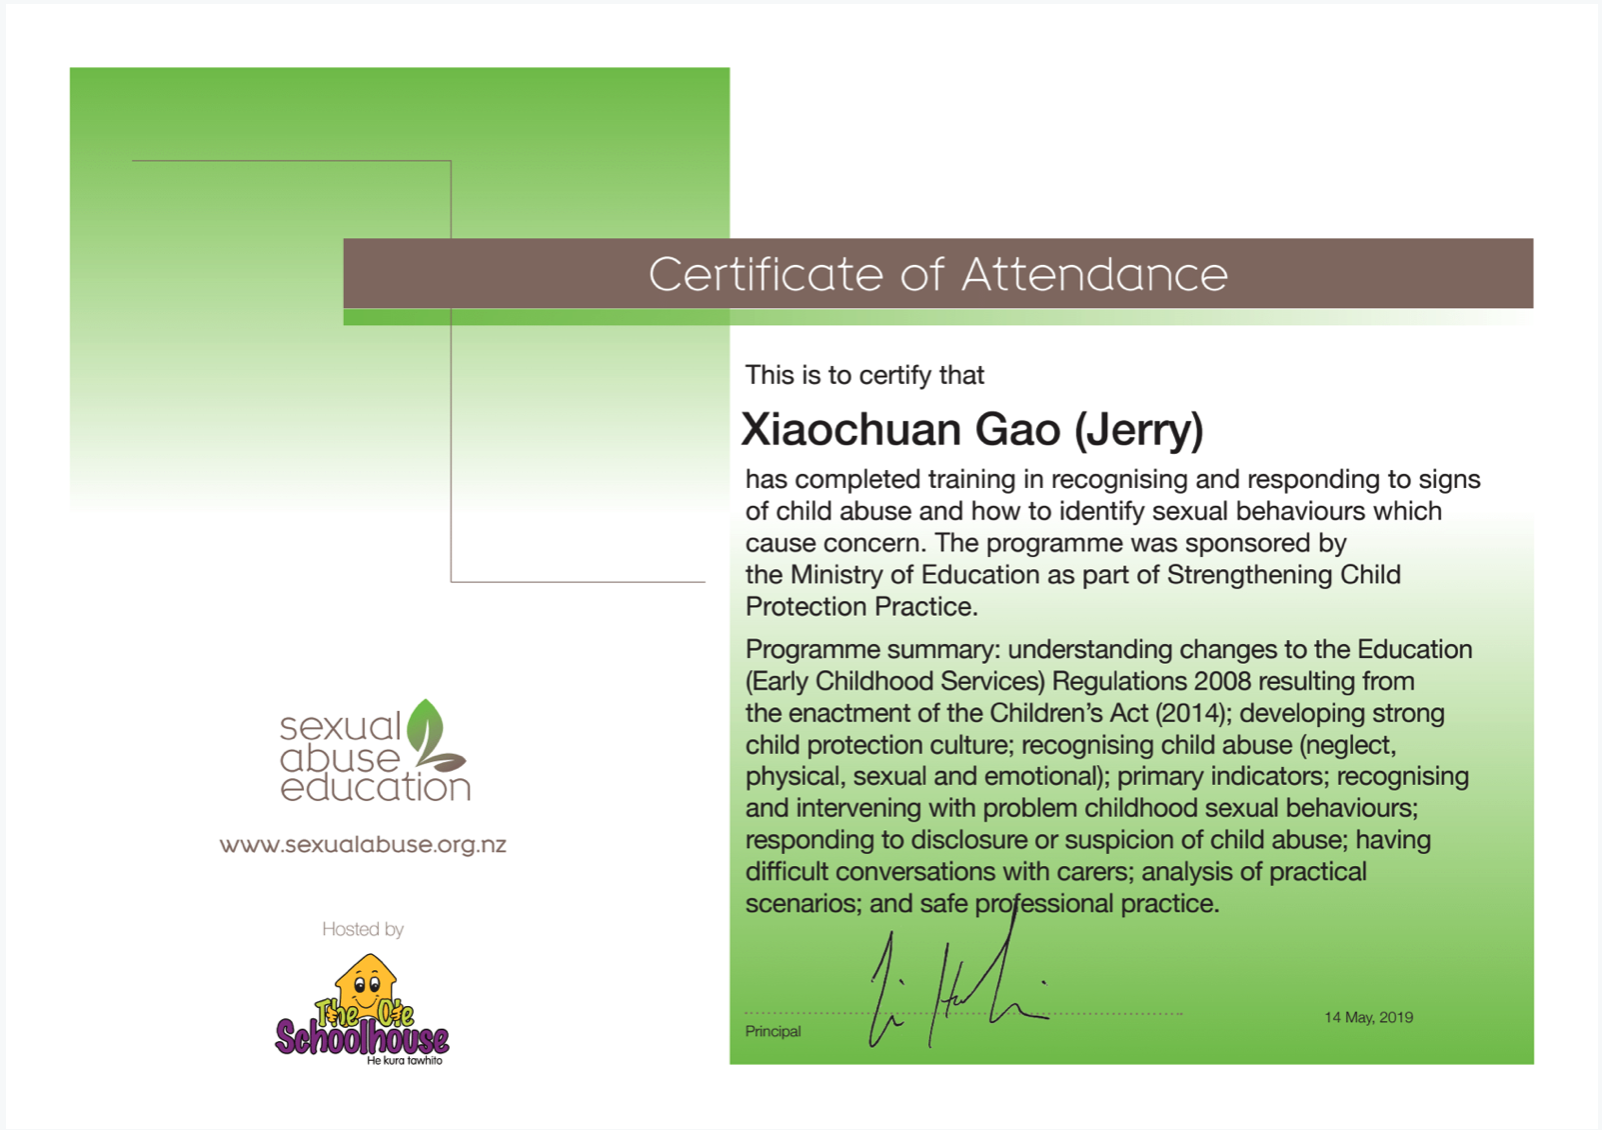 Certificate of Attendance
This is to certify that
Xiaochuan Gao (Jerry)
has completed training in recognising and responding to signs
of child abuse and how to identify sexual behaviours which
cause concern. The programme was sponsored by
the Ministry of Education as part of Strengthening Child
Protection Practice.
Programme summary: understanding changes to the Education
(Early Childhood Services) Regulations 2008 resulting from
the enactment of the Children's Act (2014); developing strong
child protection culture; recognising child abuse (neglect,
physical, sexual and emotional); primary indicators; recognising
and intervening with problem childhood sexual behaviours;
responding to disclosure or suspicion of child abuse; having
difficult conversations with carers; analysis of practical
scenarios; and safe professional practice.
Principal
14 May, 2019
sexual
abuse
education
www.sexualabuse.org.nz
Hosted by
The Ole
Schoolhouse
He kura tawhito